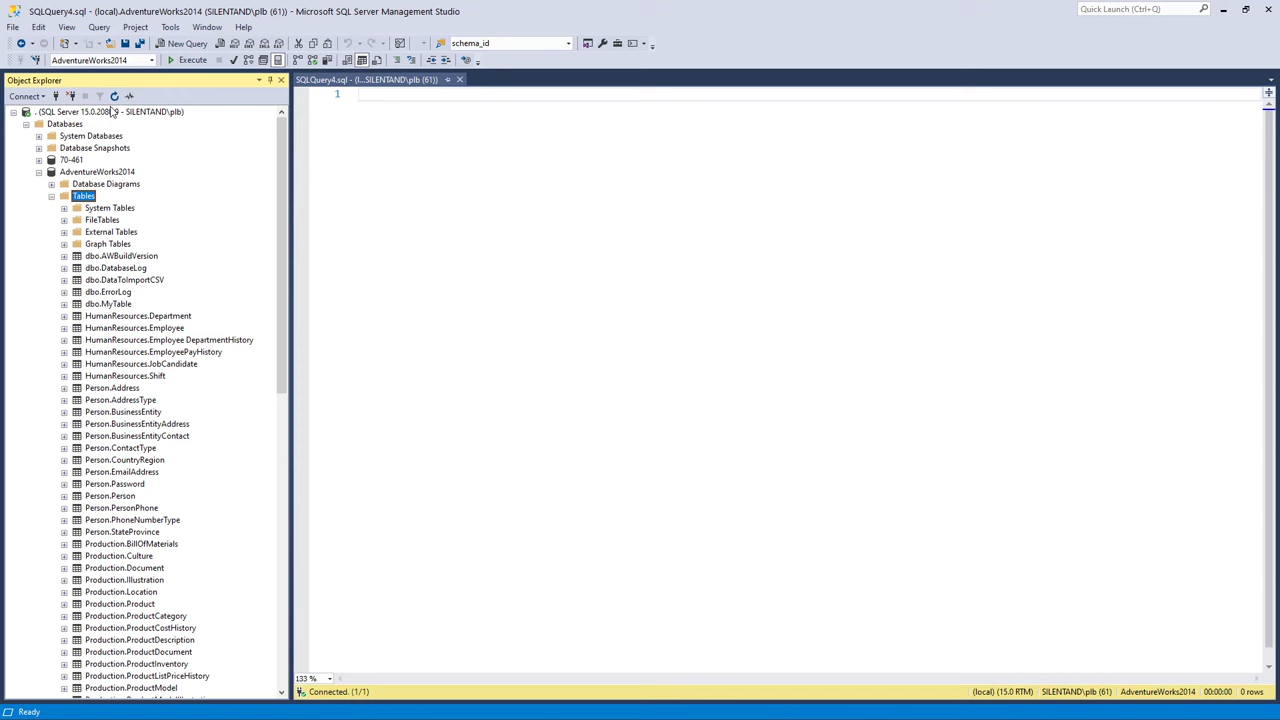 SQLQuery4.sql - (local).AdventureWorks2014 (SILENTAND\plb (61)) - Microsoft SQL Server Management Studio
Quick Launch (Ctrl+Q)
File Edit View Query Project Tools Window Help
New Query
schema_id
AdventureWorks2014
Execute
Object Explorer
SQLQuery4.sql - (l...SILENTAND\plb (61))
Connect
1
- SILENTAND\plb)
Databases
System Databases
Database Snapshots
70-461
AdventureWorks2014
Database Diagrams
Tables
System Tables
FileTables
External Tables
Graph Tables
dbo.AWBuildVersion
dbo.DatabaseLog
dbo.DataToImportCSV
dbo.ErrorLog
dbo.MyTable
HumanResources.Department
HumanResources.Employee
HumanResources.Employee DepartmentHistory
HumanResources.EmployeePayHistory
HumanResources.JobCandidate
HumanResources.Shift
Person.Address
Person.AddressType
Person.BusinessEntity
Person.BusinessEntityAddress
Person.BusinessEntityContact
Person.ContactType
Person.CountryRegion
Person.EmailAddress
Person.Password
Person.Person
Person.PersonPhone
Person.PhoneNumberType
Person.StateProvince
Production.BillOfMaterials
Production.Culture
Production.Document
Production.Illustration
Production.Location
Production.Product
Production.ProductCategory
Production.ProductCostHistory
Production.ProductDescription
Production.ProductDocument
Production.ProductInventory
Production.ProductListPriceHistory
Production.ProductModel
133 %
Connected. (1/1)
(local) (15.0 RTM) SILENTAND\plb (61) AdventureWorks2014 00:00:00 0 rows
Ready